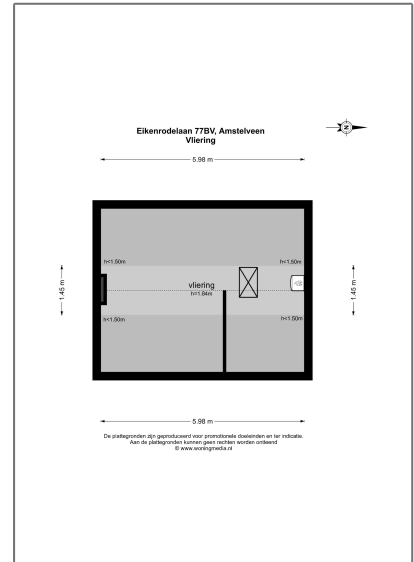 Eikenrodelaan 77BV, Amstelveen
Vliering
N
5.98 m
h<1.50m
h<1.50m
1.45 m
vliering
h=1.84m
1.45 m
h<1.50m
h<1.50m
5.98 m
De plattegronden zijn geproduceerd voor promotionele doeleinden en ter indicatie.
Aan de plattegronden kunnen geen rechten worden ontleend
© www.woningmedia.nl